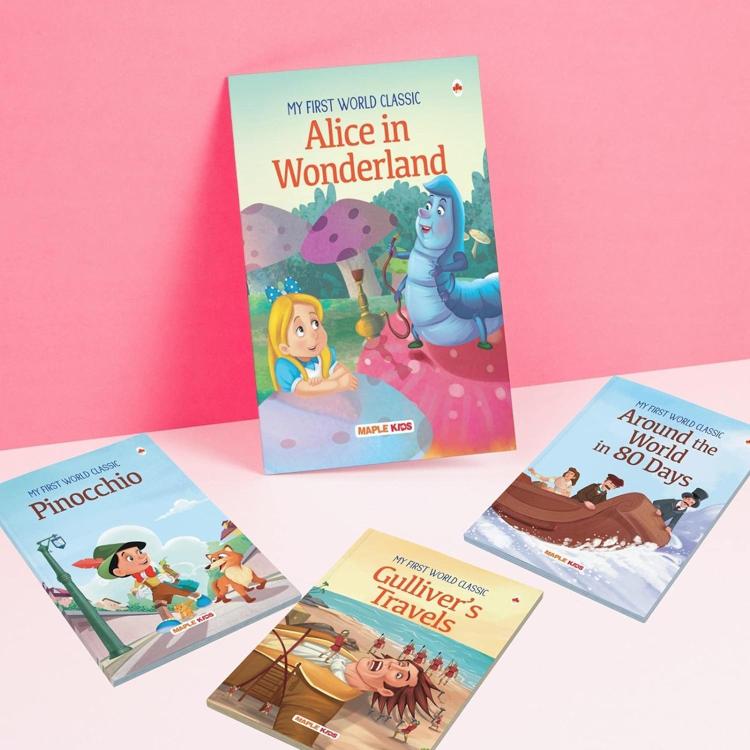 MY FIRST WORLD CLASSIC
Alice in
Wonderland
MAPLE KIDS
MY FIRST WORLD CLASSIC
Pinocchio
MAPLE KIDS
MY FIRST WORLD CLASSIC
Gulliver's
Travels
MAPLE KIDS
MY FIRST WORLD CLASSIC
Around the
World
in 80 Days
MAPLE KIDS